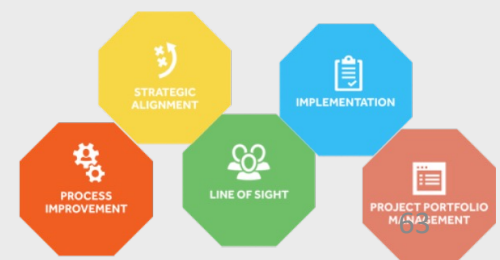 STRATEGIC
ALIGNMENT
IMPLEMENTATION
PROCESS
IMPROVEMENT
LINE OF SIGHT
PROJECT PORTFOLIO
MANAGEMENT
63